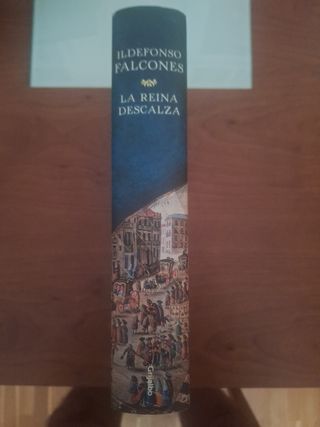 ILDEFONSO
FALCONES
LA REINA
DESCALZA
Grijalbo